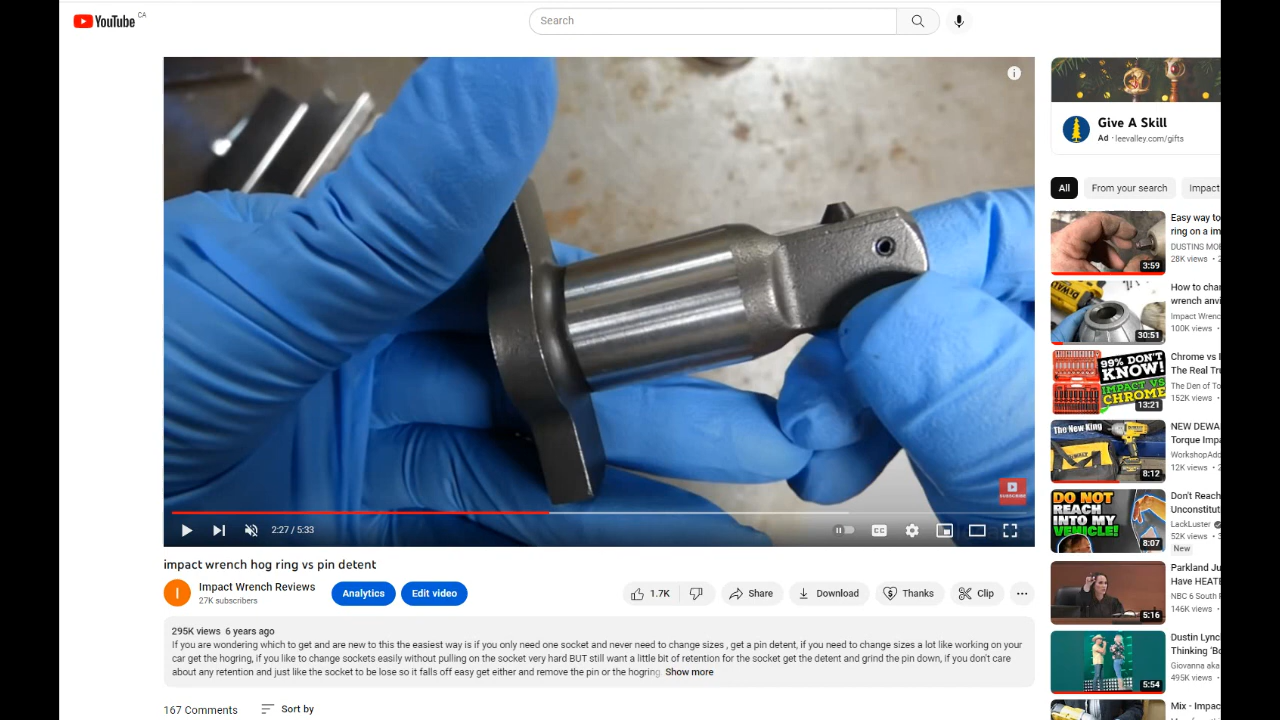 YouTube CA
Search
Give A Skill
Ad · leevalley.com/gifts
All
From your search
Impact
3:59
Easy way to
ring on a im
DUSTINS MO
28K views · 2
30:51
How to cha
wrench anvi
Impact Wrenc
100K views ·
99% DON'T
KNOW!
IMPACT VS
CHROME
13:21
Chrome vs I
The Real Tru
The Den of To
152K views ·
The New King
8:12
NEW DEWA
Torque Impa
WorkshopAdd
12K views · 2
DO NOT
REACH
INTO MY
VEHICLE!
8:07
Don't Reach
Unconstitut
LackLuster
52K views · 5
New
5:16
Parkland Ju
Have HEATE
NBC 6 South F
146K views ·
5:54
Dustin Lync
Thinking 'Bo
Giovanna aka
495K views ·
Mix - Impac
SUBSCRIBE
2:27 / 5:33
CC
impact wrench hog ring vs pin detent
I
Impact Wrench Reviews
27K subscribers
Analytics
Edit video
1.7K
Share
Download
Thanks
Clip
295K views 6 years ago
If you are wondering which to get and are new to this the easiest way is if you only need one socket and never need to change sizes , get a pin detent, if you need to change sizes a lot like working on your
car get the hogring, if you like to change sockets easily without pulling on the socket very hard BUT still want a little bit of retention for the socket get the detent and grind the pin down, if you don't care
about any retention and just like the socket to be lose so it falls off easy get either and remove the pin or the hogring. Show more
167 Comments
Sort by